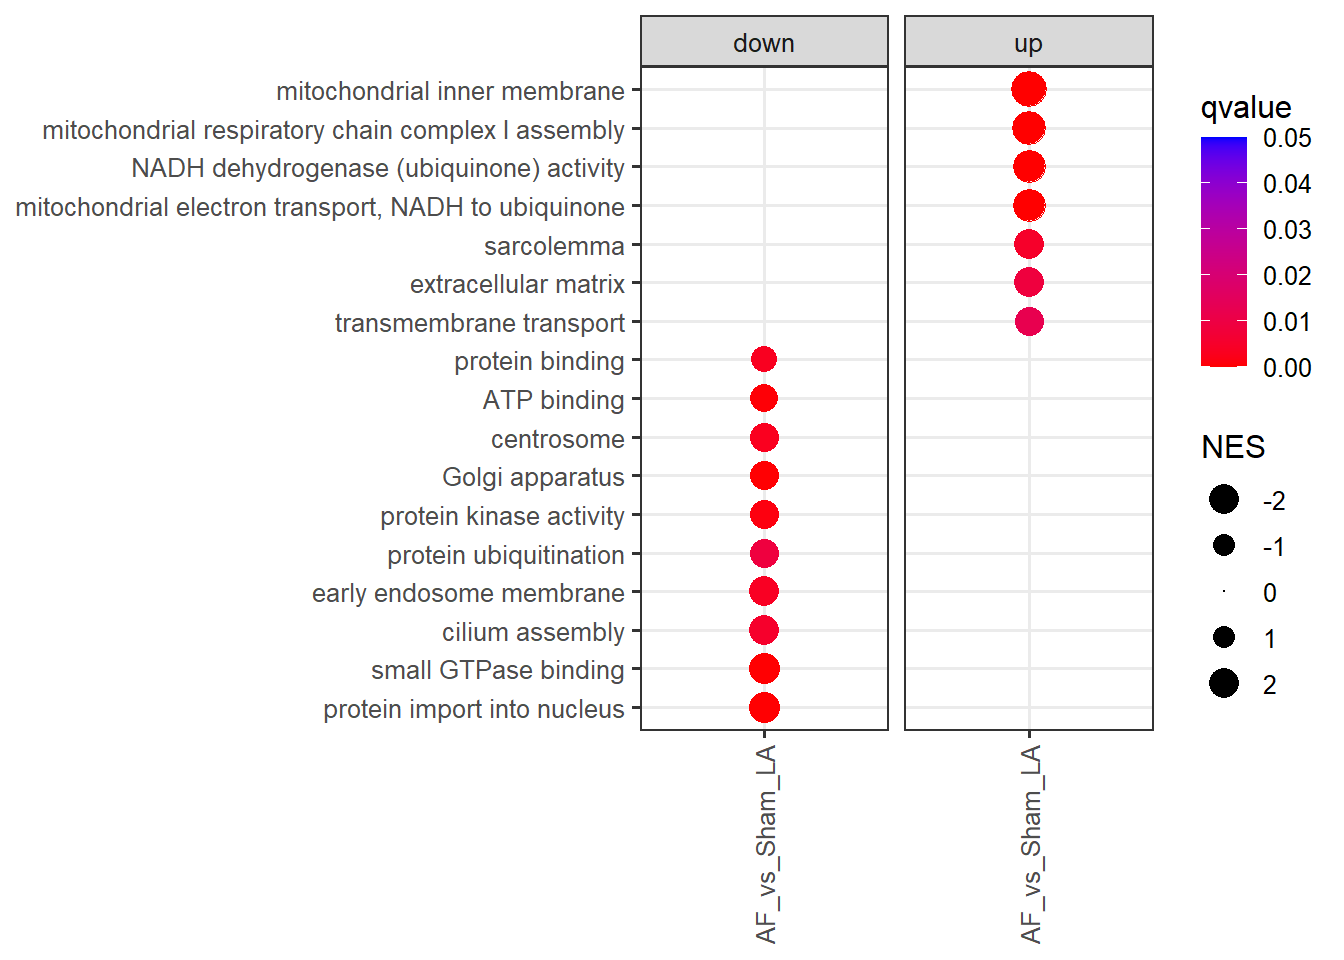 down
up
mitochondrial inner membrane
mitochondrial respiratory chain complex I assembly
NADH dehydrogenase (ubiquinone) activity
mitochondrial electron transport, NADH to ubiquinone
sarcolemma
extracellular matrix
transmembrane transport
protein binding
ATP binding
centrosome
Golgi apparatus
protein kinase activity
protein ubiquitination
early endosome membrane
cilium assembly
small GTPase binding
protein import into nucleus
AF_vs_Sham_LA
AF_vs_Sham_LA
qvalue
0.05
0.04
0.03
0.02
0.01
0.00
NES
-2
-1
0
1
2